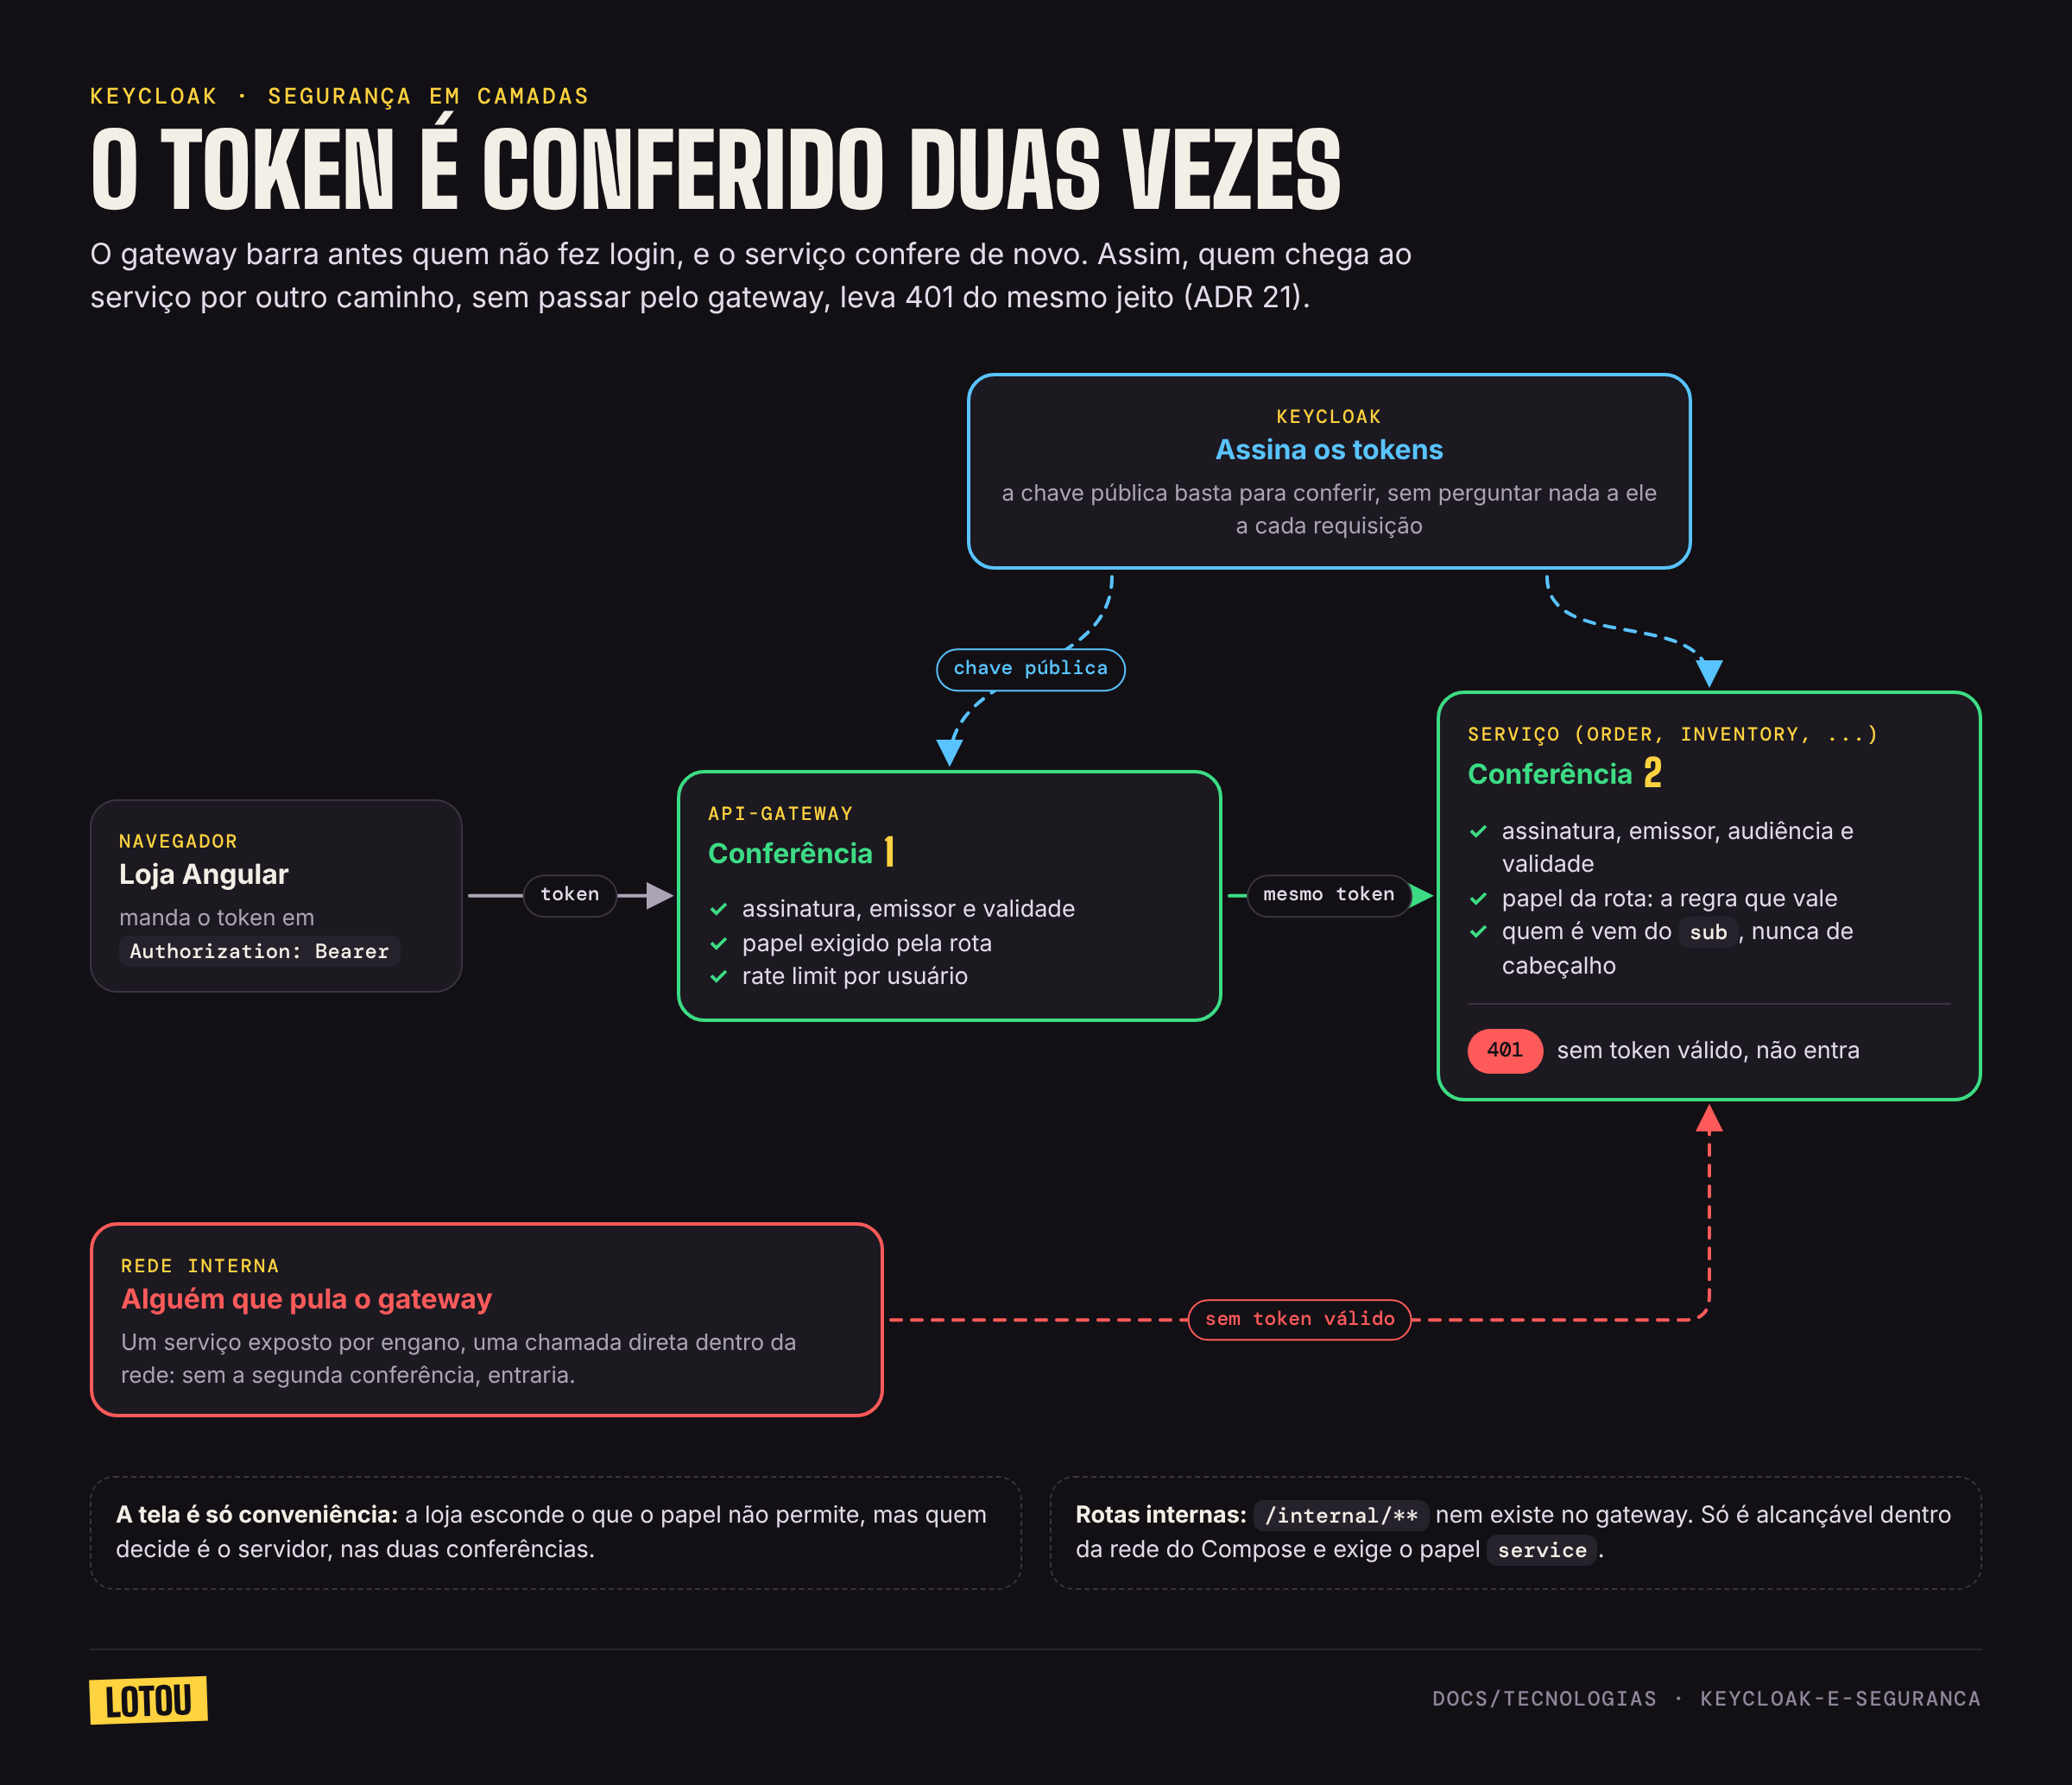 KEYCLOAK · SEGURANÇA EM CAMADAS
O TOKEN É CONFERIDO DUAS VEZES
O gateway barra antes quem não fez login, e o serviço confere de novo. Assim, quem chega ao
serviço por outro caminho, sem passar pelo gateway, leva 401 do mesmo jeito (ADR 21).
KEYCLOAK
Assina os tokens
a chave pública basta para conferir, sem perguntar nada a ele
a cada requisição
chave pública
NAVEGADOR
Loja Angular
manda o token em
Authorization: Bearer
token
API-GATEWAY
Conferência 1
assinatura, emissor e validade
papel exigido pela rota
rate limit por usuário
mesmo token
SERVIÇO (ORDER, INVENTORY, ...)
Conferência 2
assinatura, emissor, audiência e
validade
papel da rota: a regra que vale
quem é vem do sub, nunca de
cabeçalho
401 sem token válido, não entra
REDE INTERNA
Alguém que pula o gateway
Um serviço exposto por engano, uma chamada direta dentro da
rede: sem a segunda conferência, entraria.
sem token válido
A tela é só conveniência: a loja esconde o que o papel não permite, mas quem
decide é o servidor, nas duas conferências.
Rotas internas: /internal/** nem existe no gateway. Só é alcançável dentro
da rede do Compose e exige o papel service.
LOTOU
DOCS/TECNOLOGIAS · KEYCLOAK-E-SEGURANCA